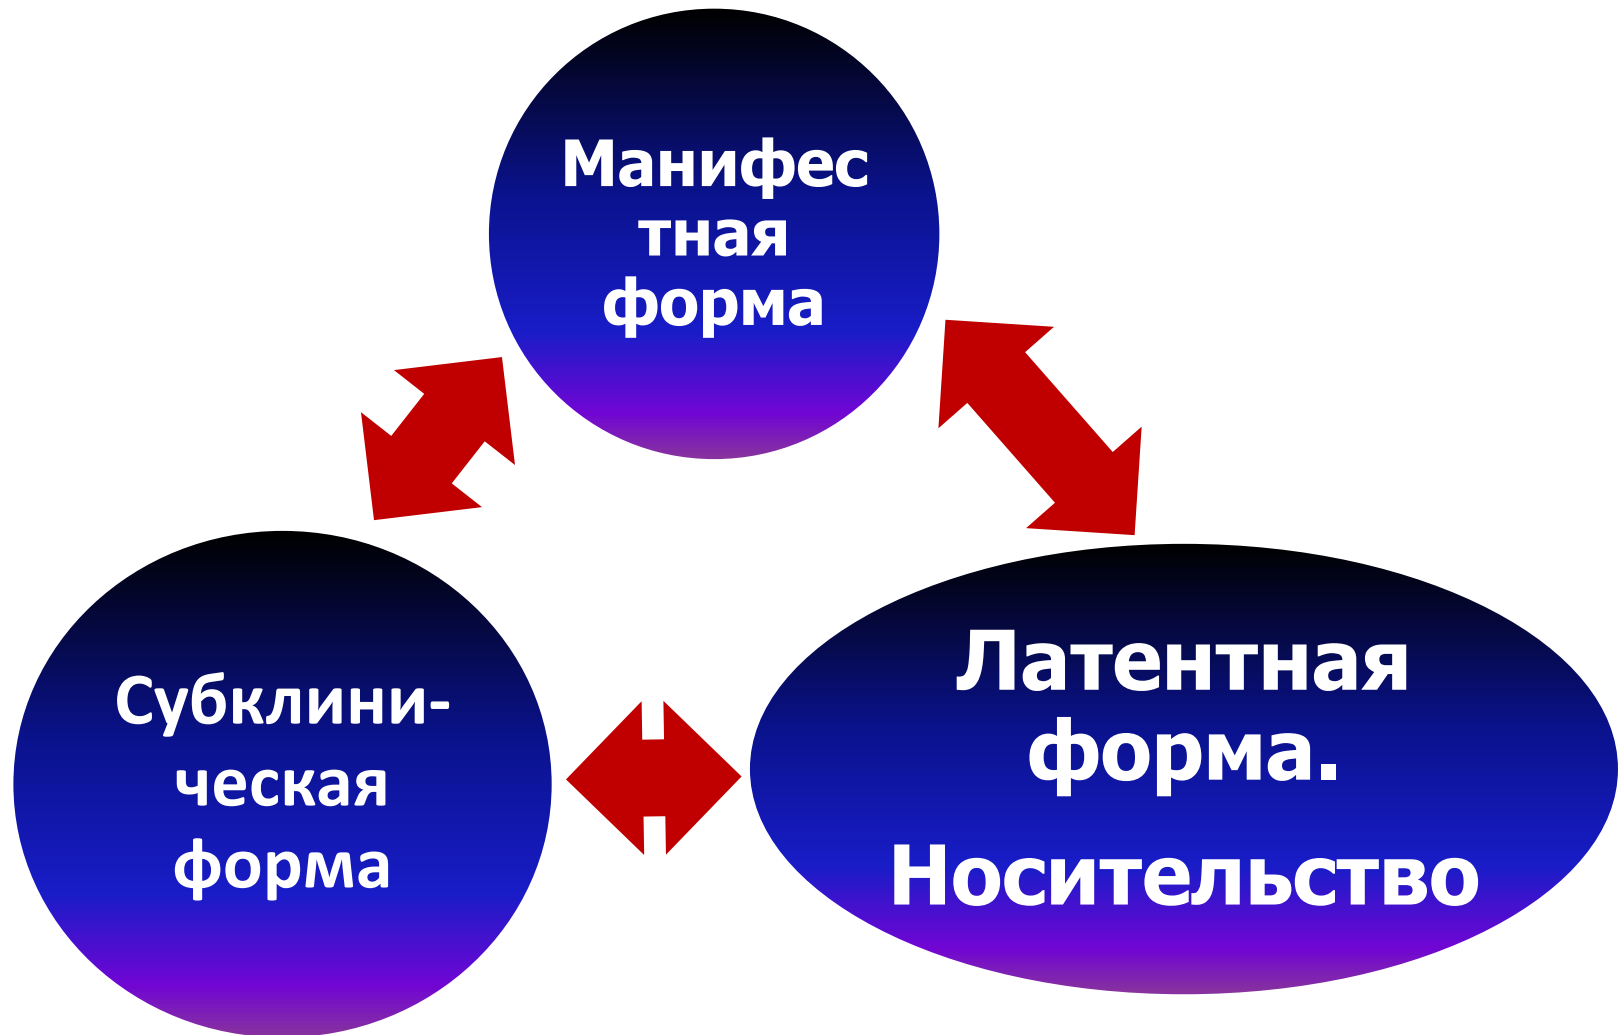 Манифес
тная
форма
Субклини-
ческая
форма
Латентная
форма.
Носительство